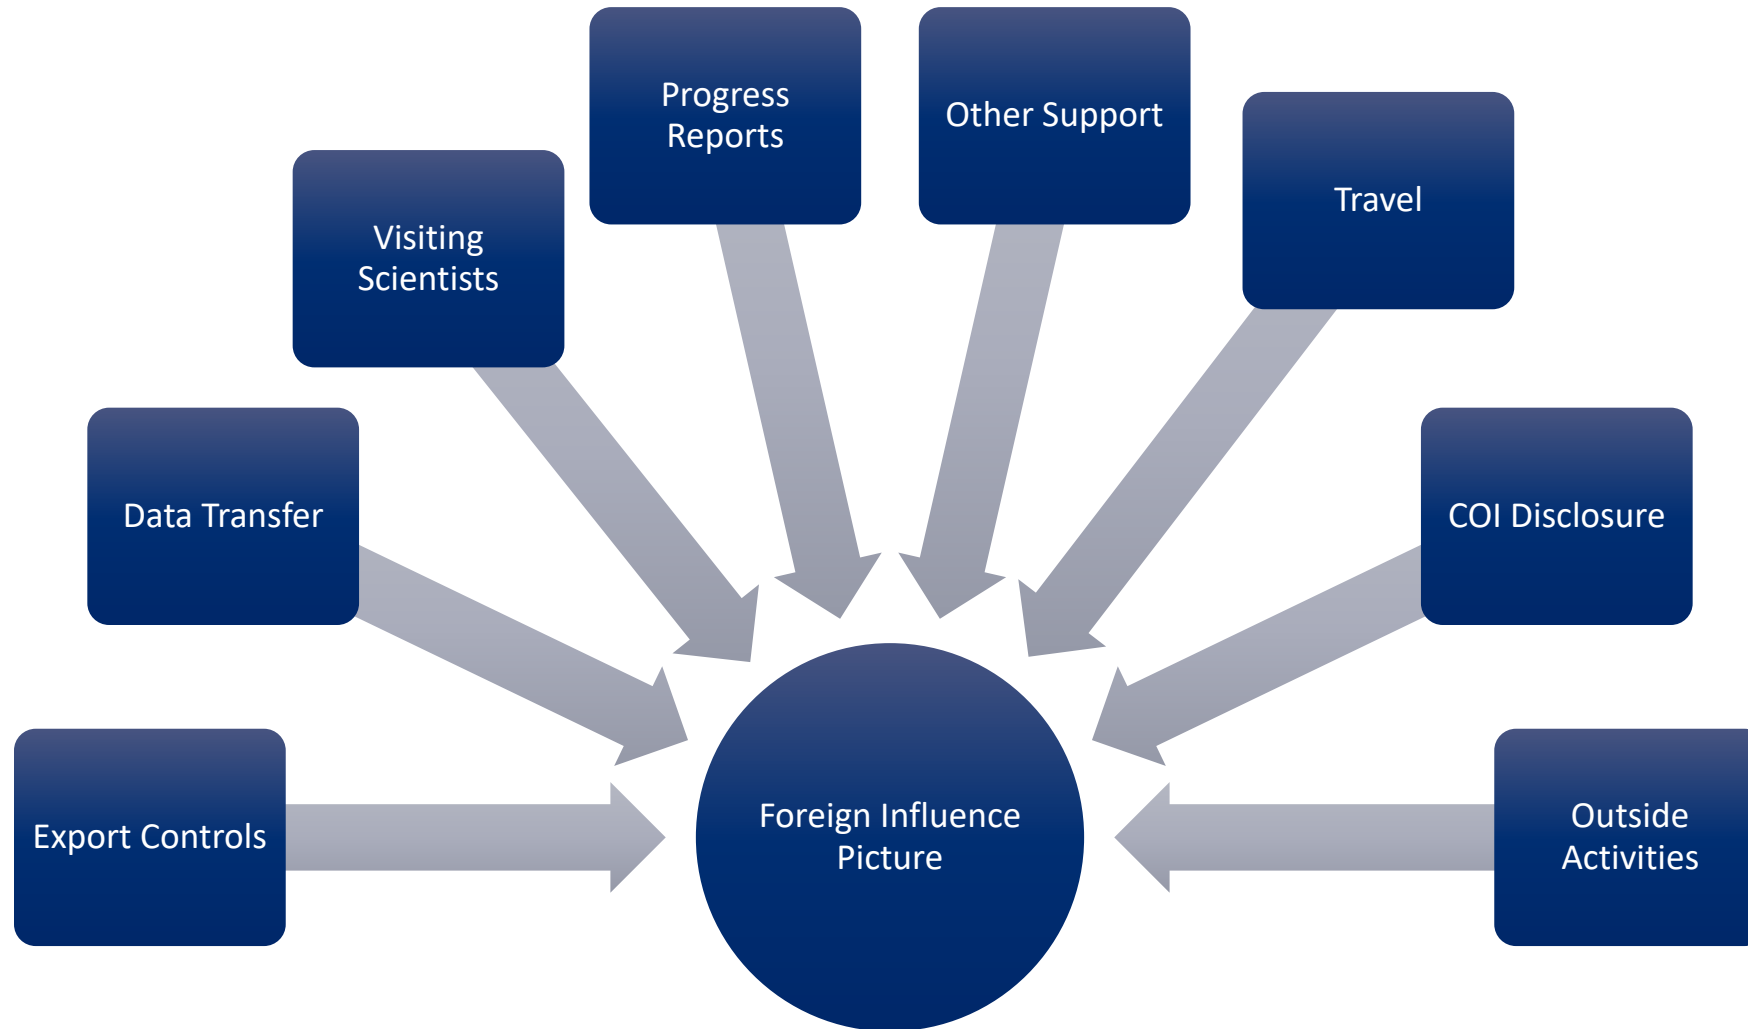 Progress
Reports
Other Support
Travel
Visiting
Scientists
Data Transfer
COI Disclosure
Export Controls
Foreign Influence
Picture
Outside
Activities